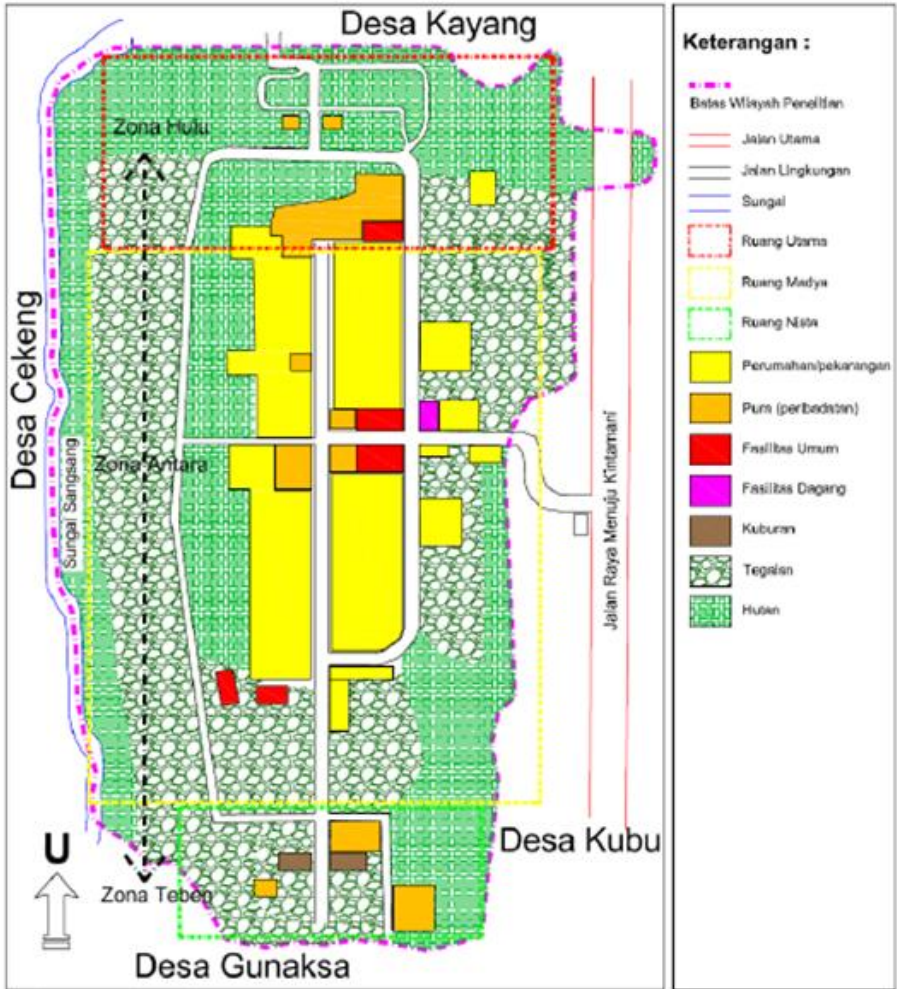 Desa Kayang
Keterangan :
Batas Wilayah Penelitian
Jalan Utama
Jalan Lingkungan
Sungai
Ruang Utama
Ruang Madya
Ruang Nista
Perumahan/pekarangan
Pura (peribadatan)
Fasilitas Umum
Fasilitas Dagang
Kuburan
Tegalan
Hutan
Zona Hulu
Desa Cekeng
Sungai Sangsang
Zona Antara
Jalan Raya Menuju Kintamani
Desa Kubu
U
Zona Teben
Desa Gunaksa